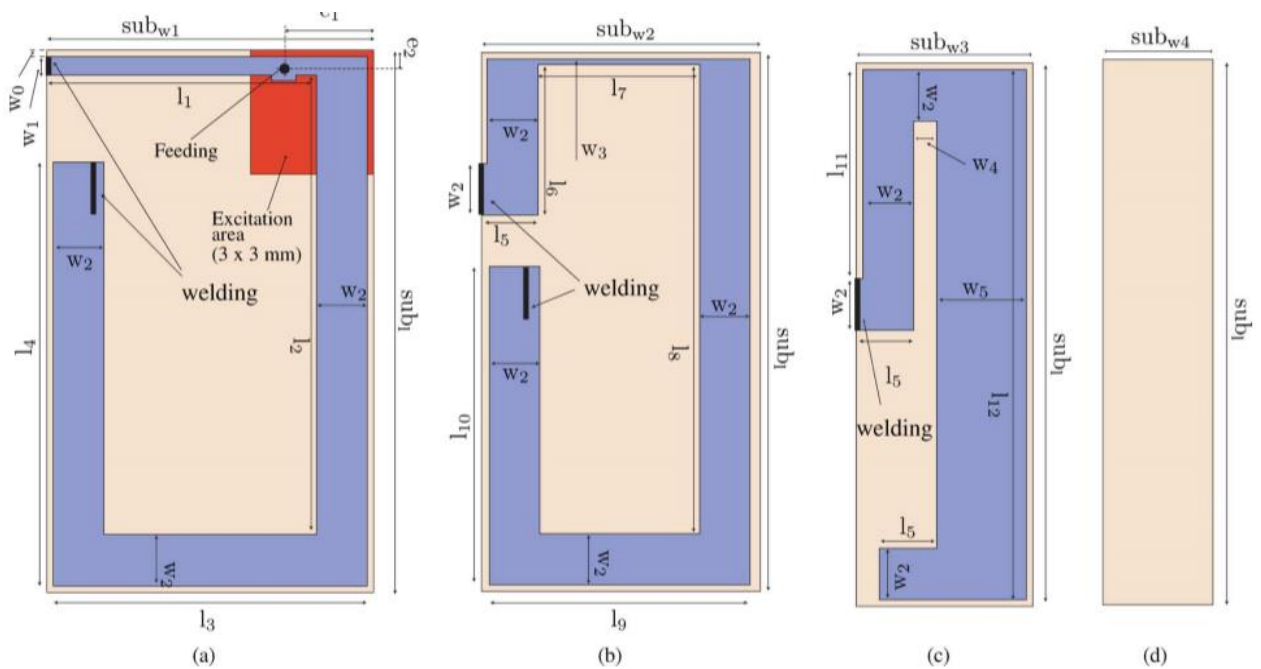 sub_w1
e_1
e_2
w_0
w_1
l_1
Feeding
w_2
Excitation
area
(3 x 3 mm)
welding
w_2
l_2
l_4
sub_l
w_2
l_3
(a)
sub_w2
l_7
w_2
w_3
w_2
l_6
l_5
welding
w_2
w_2
l_8
sub_l
l_10
w_2
l_9
(b)
sub_w3
w_2
l_11
w_4
w_2
w_2
w_5
l_5
l_12
sub_l
welding
l_5
w_2
(c)
sub_w4
sub_l
(d)